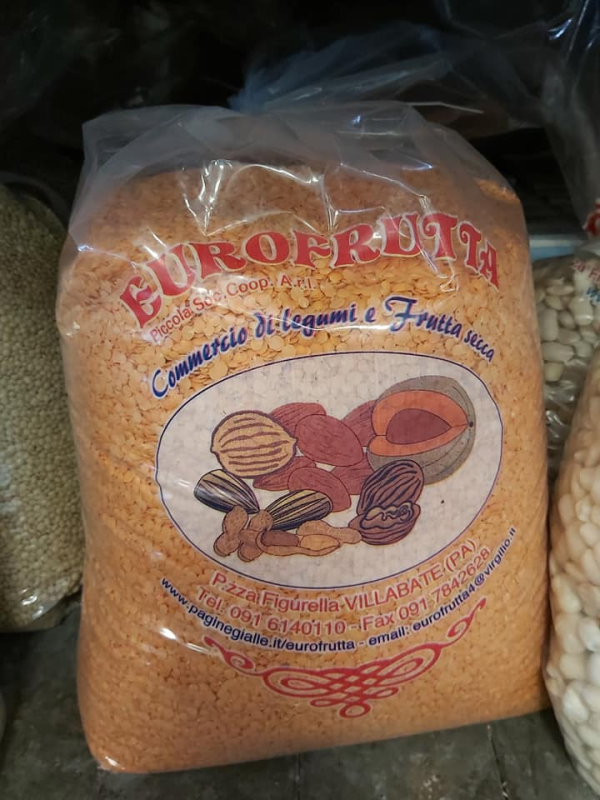 EUROFRUTTA
Piccola Soc. Coop. A.r.l.
Commercio di legumi e Frutta secca
P.zza Figurella VILLABATE (PA)
Tel. 091 6140110 - Fax 091 7842628
www.paginegialle.it/eurofrutta - email: eurofrutta4@virgilio.it